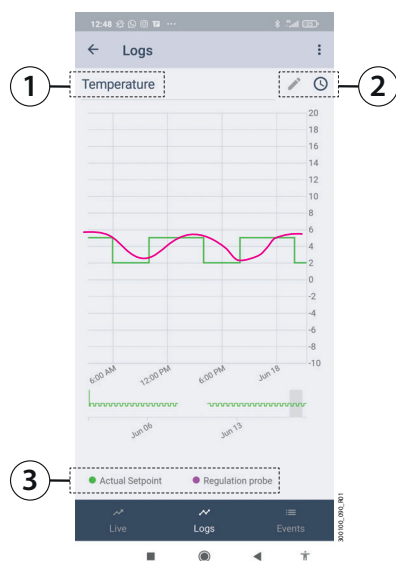 12:48
Logs
1
Temperature
2
20
18
16
14
12
10
8
6
4
2
0
-2
-4
-6
-8
-10
6:00 AM
12:00 PM
6:00 PM
Jun 18
Jun 06
Jun 13
3
Actual Setpoint
Regulation probe
Live
Logs
Events
300100_090_R01